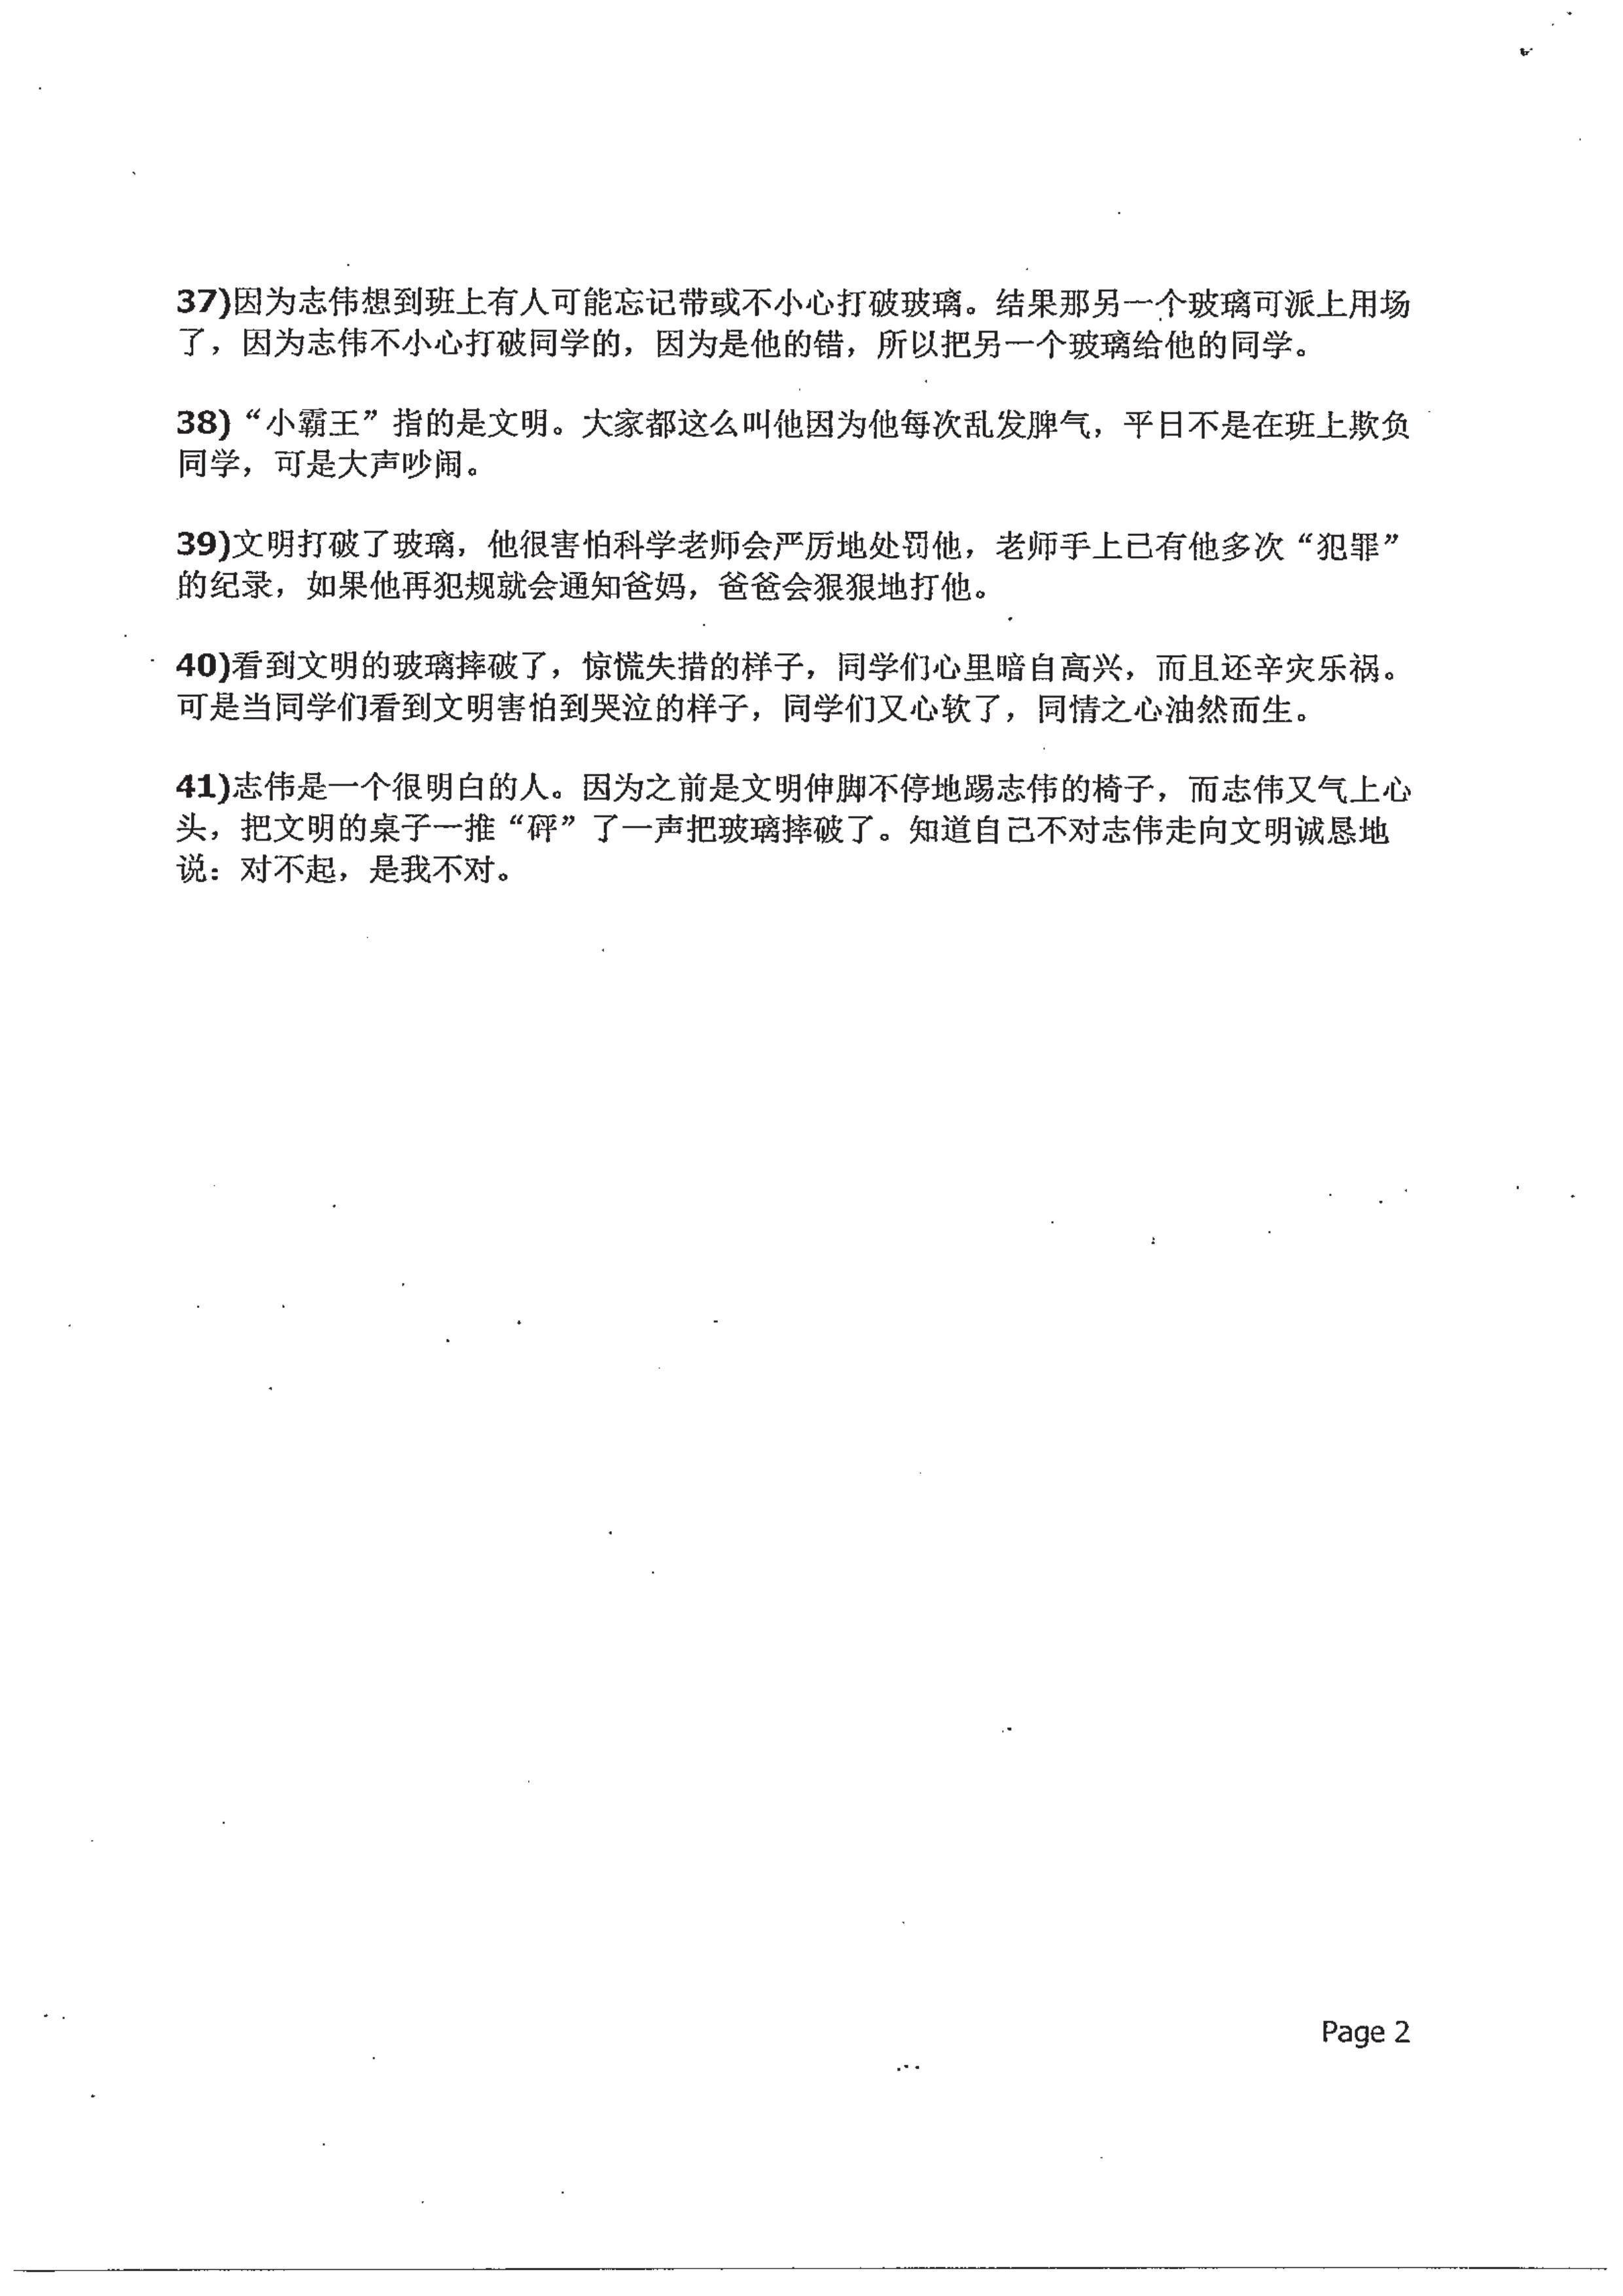 37)因为志伟想到班上有人可能忘记带或不小心打破玻璃。结果那另一个玻璃可派上用场
了，因为志伟不小心打破同学的，因为是他的错，所以把另一个玻璃给他的同学。
38)“小霸王”指的是文明。大家都这么叫他因为他每次乱发脾气，平日不是在班上欺负
同学，可是大声吵闹。
39)文明打破了玻璃，他很害怕科学老师会严厉地处罚他，老师手上已有他多次“犯罪”
的纪录，如果他再犯规就会通知爸妈，爸爸会狠狠地打他。
40)看到文明的玻璃摔破了，惊慌失措的样子，同学们心里暗自高兴，而且还辛灾乐祸。
可是当同学们看到文明害怕到哭泣的样子，同学们又心软了，同情之心油然而生。
41)志伟是一个很明白的人。因为之前是文明伸脚不停地踢志伟的椅子，而志伟又气上心
头，把文明的桌子一推“砰”了一声把玻璃摔破了。知道自己不对志伟走向文明诚恳地
说：对不起，是我不对。
Page 2